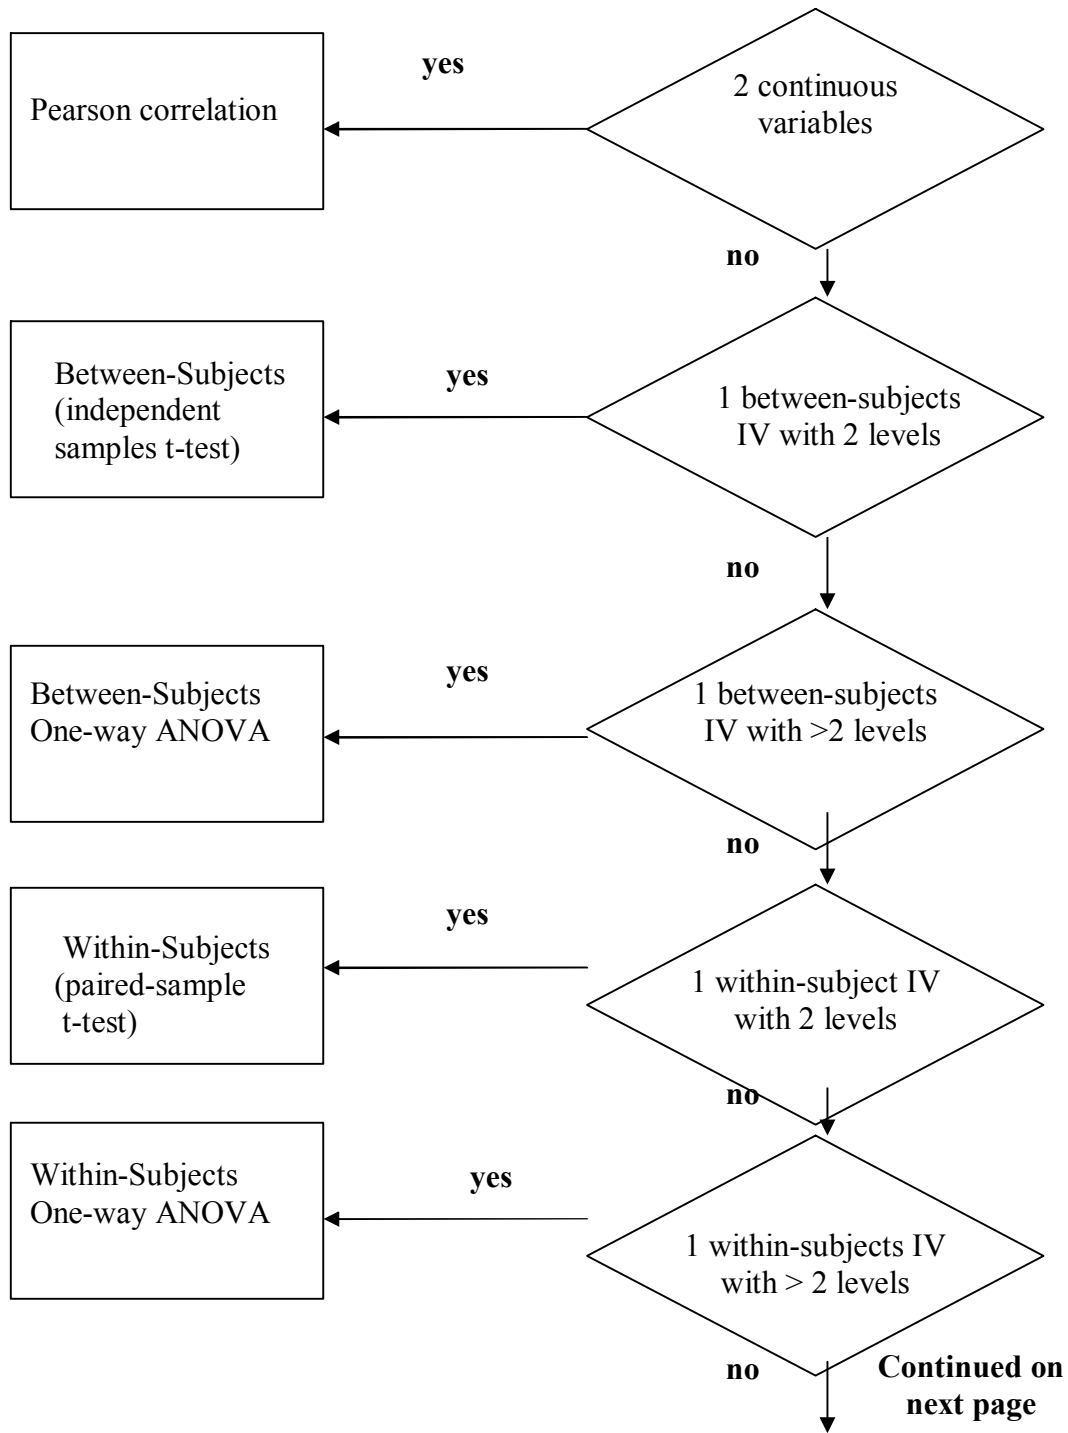 yes
2 continuous
variables
Pearson correlation
no
Between-Subjects
(independent
samples t-test)
yes
1 between-subjects
IV with 2 levels
no
Between-Subjects
One-way ANOVA
yes
1 between-subjects
IV with >2 levels
no
Within-Subjects
(paired-sample
t-test)
yes
1 within-subject IV
with 2 levels
no
Within-Subjects
One-way ANOVA
yes
1 within-subjects IV
with > 2 levels
no
Continued on
next page